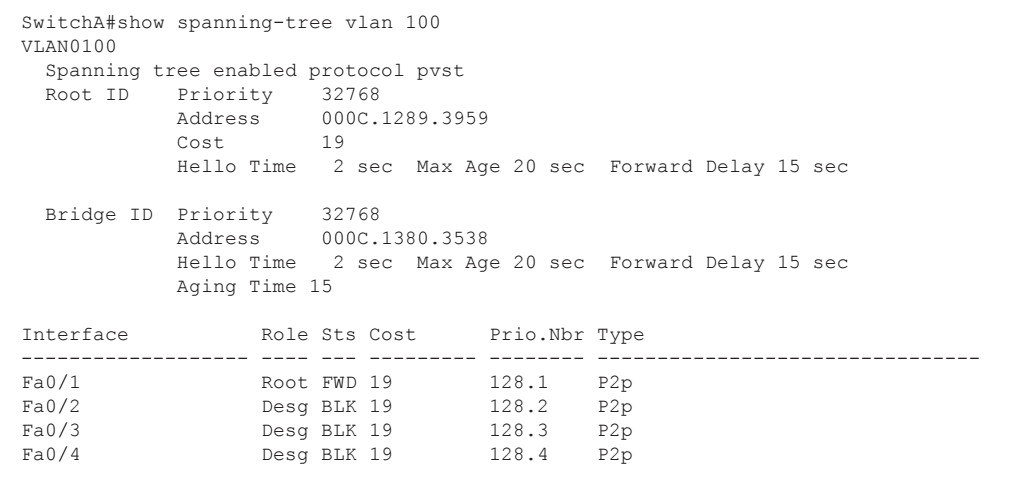 SwitchA#show spanning-tree vlan 100
VLAN0100
  Spanning tree enabled protocol pvst
  Root ID    Priority    32768
             Address     000C.1289.3959
             Cost        19
             Hello Time   2 sec  Max Age 20 sec  Forward Delay 15 sec

  Bridge ID  Priority    32768
             Address     000C.1380.3538
             Hello Time   2 sec  Max Age 20 sec  Forward Delay 15 sec
             Aging Time 15

Interface           Role Sts Cost      Prio.Nbr Type
------------------- ---- --- --------- -------- --------------------------------
Fa0/1               Root FWD 19        128.1    P2p
Fa0/2               Desg BLK 19        128.2    P2p
Fa0/3               Desg BLK 19        128.3    P2p
Fa0/4               Desg BLK 19        128.4    P2p